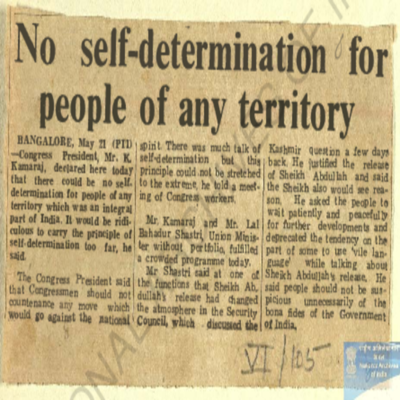 No self-determination for
people of any territory
BANGALORE, May 21 (PTI)
—Congress President, Mr. K.
Kamaraj, declared here today
that there could be no self-
determination for people of any
territory which was an integral
part of India. It would be ridi-
culous to carry the principle of
self-determination too far, he
said.
The Congress President said
that Congressmen should not
countenance any move which
would go against the national
spirit. There was much talk of
self-determination but this
principle could not be stretched
to the extreme, he told a meet-
ing of Congress workers.
Mr. Kamaraj and Mr. Lal
Bahadur Shastri, Union Minis-
ter without portfolio, fulfilled
a crowded programme today.
Mr Shastri said at one of
the functions that Sheikh Ab-
dullah's release had changed
the atmosphere in the Security
Council, which discussed the
Kashmir question a few days
back. He justified the release
of Sheikh Abdullah and said
the Sheikh also would see rea-
son. He asked the people to
wait patiently and peacefully
for further developments and
deprecated the tendency on the
part of some to use 'vile lan-
guage' while talking about
Sheikh Abdullah's release. He
said people should not be sus-
picious unnecessarily of the
bona fides of the Government
of India.
VI/105
National Archives
of India